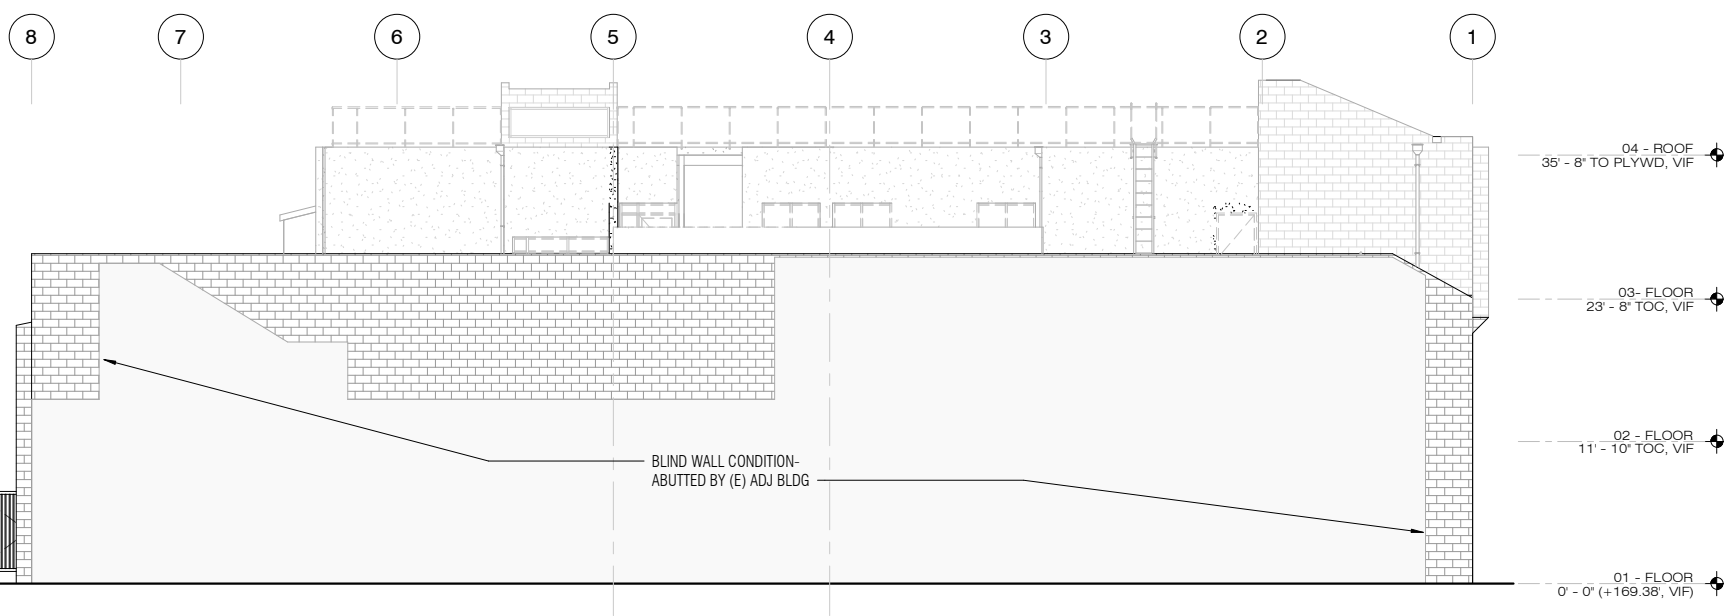 8 7 6 5 4 3 2 1
04 - ROOF
35' - 8" TO PLYWD, VIF
03- FLOOR
23' - 8" TOC, VIF
02 - FLOOR
11' - 10" TOC, VIF
BLIND WALL CONDITION-
ABUTTED BY (E) ADJ BLDG
01 - FLOOR
0' - 0" (+169.38', VIF)